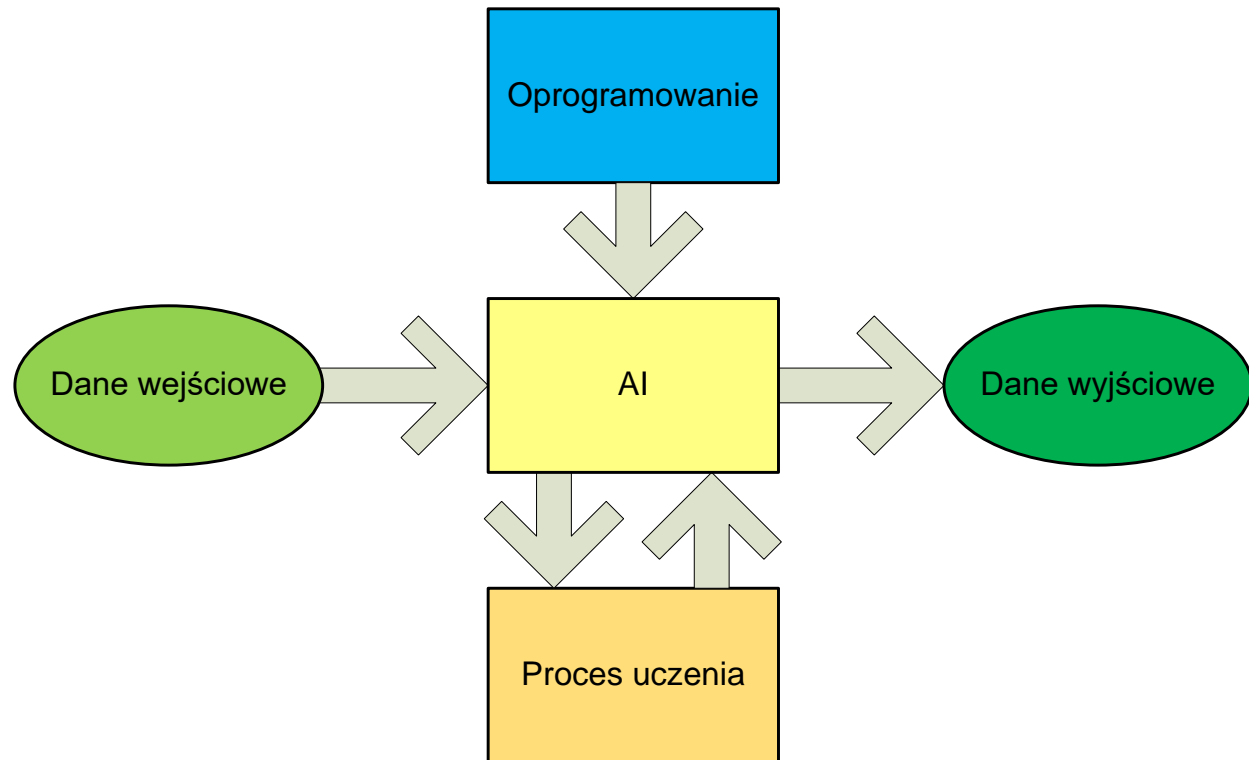 Oprogramowanie
Dane wejściowe
AI
Dane wyjściowe
Proces uczenia